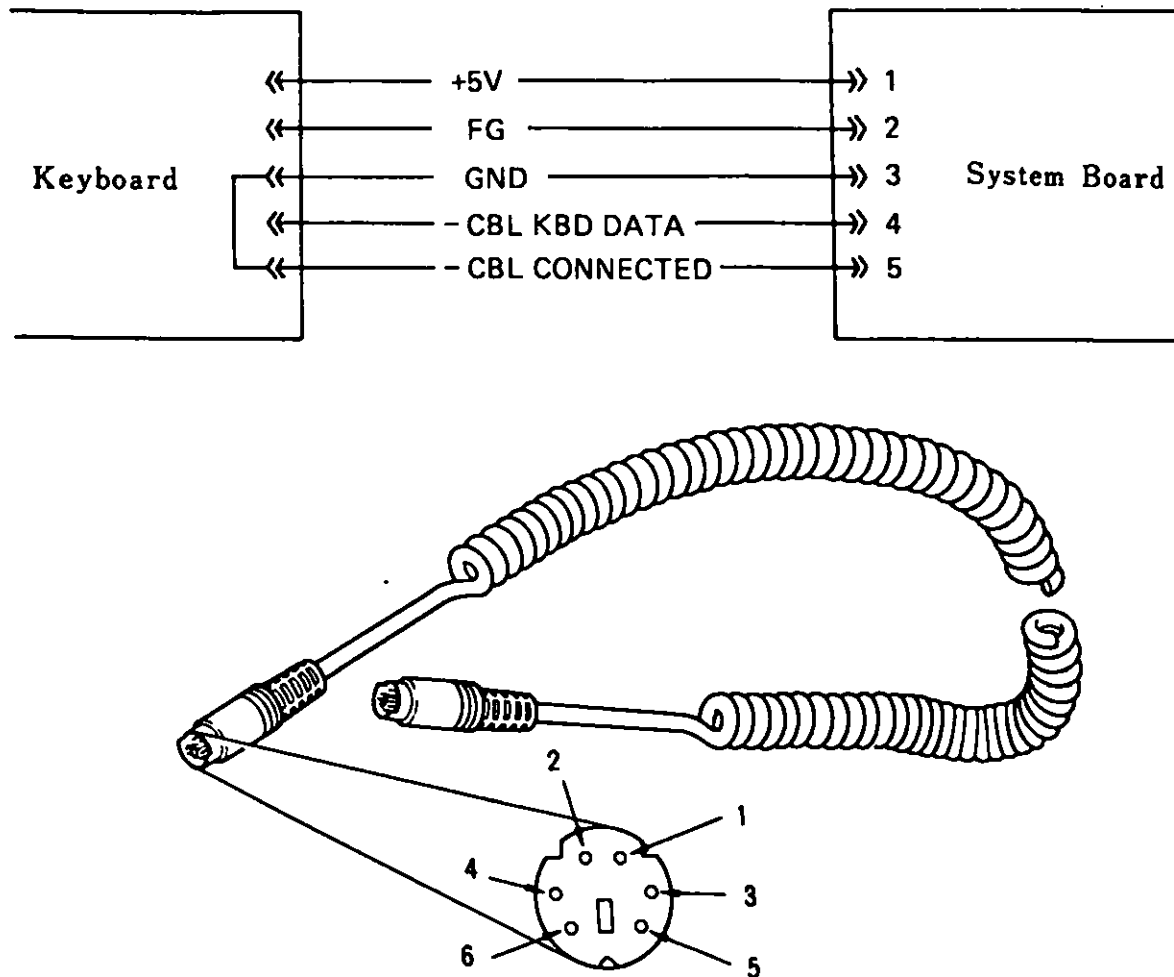 +5V 1
FG 2
Keyboard GND 3 System Board
- CBL KBD DATA 4
- CBL CONNECTED 5
2
1
4
3
6
5